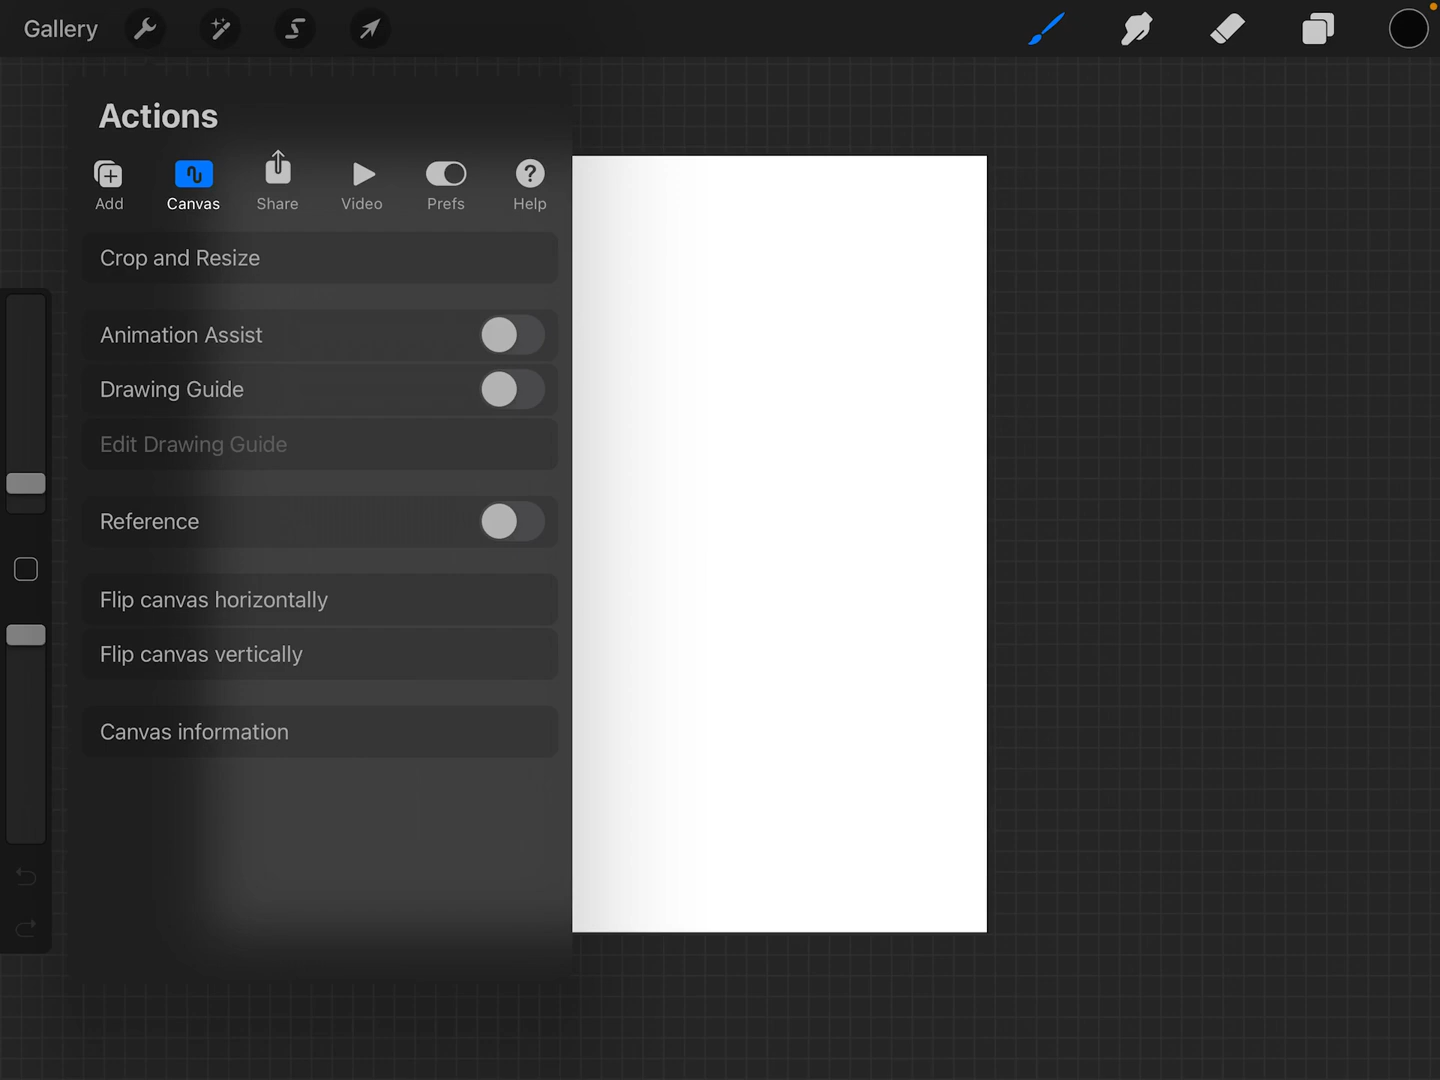 Gallery
Actions
Add Canvas Share Video Prefs Help
Crop and Resize
Animation Assist
Drawing Guide
Edit Drawing Guide
Reference
Flip canvas horizontally
Flip canvas vertically
Canvas information